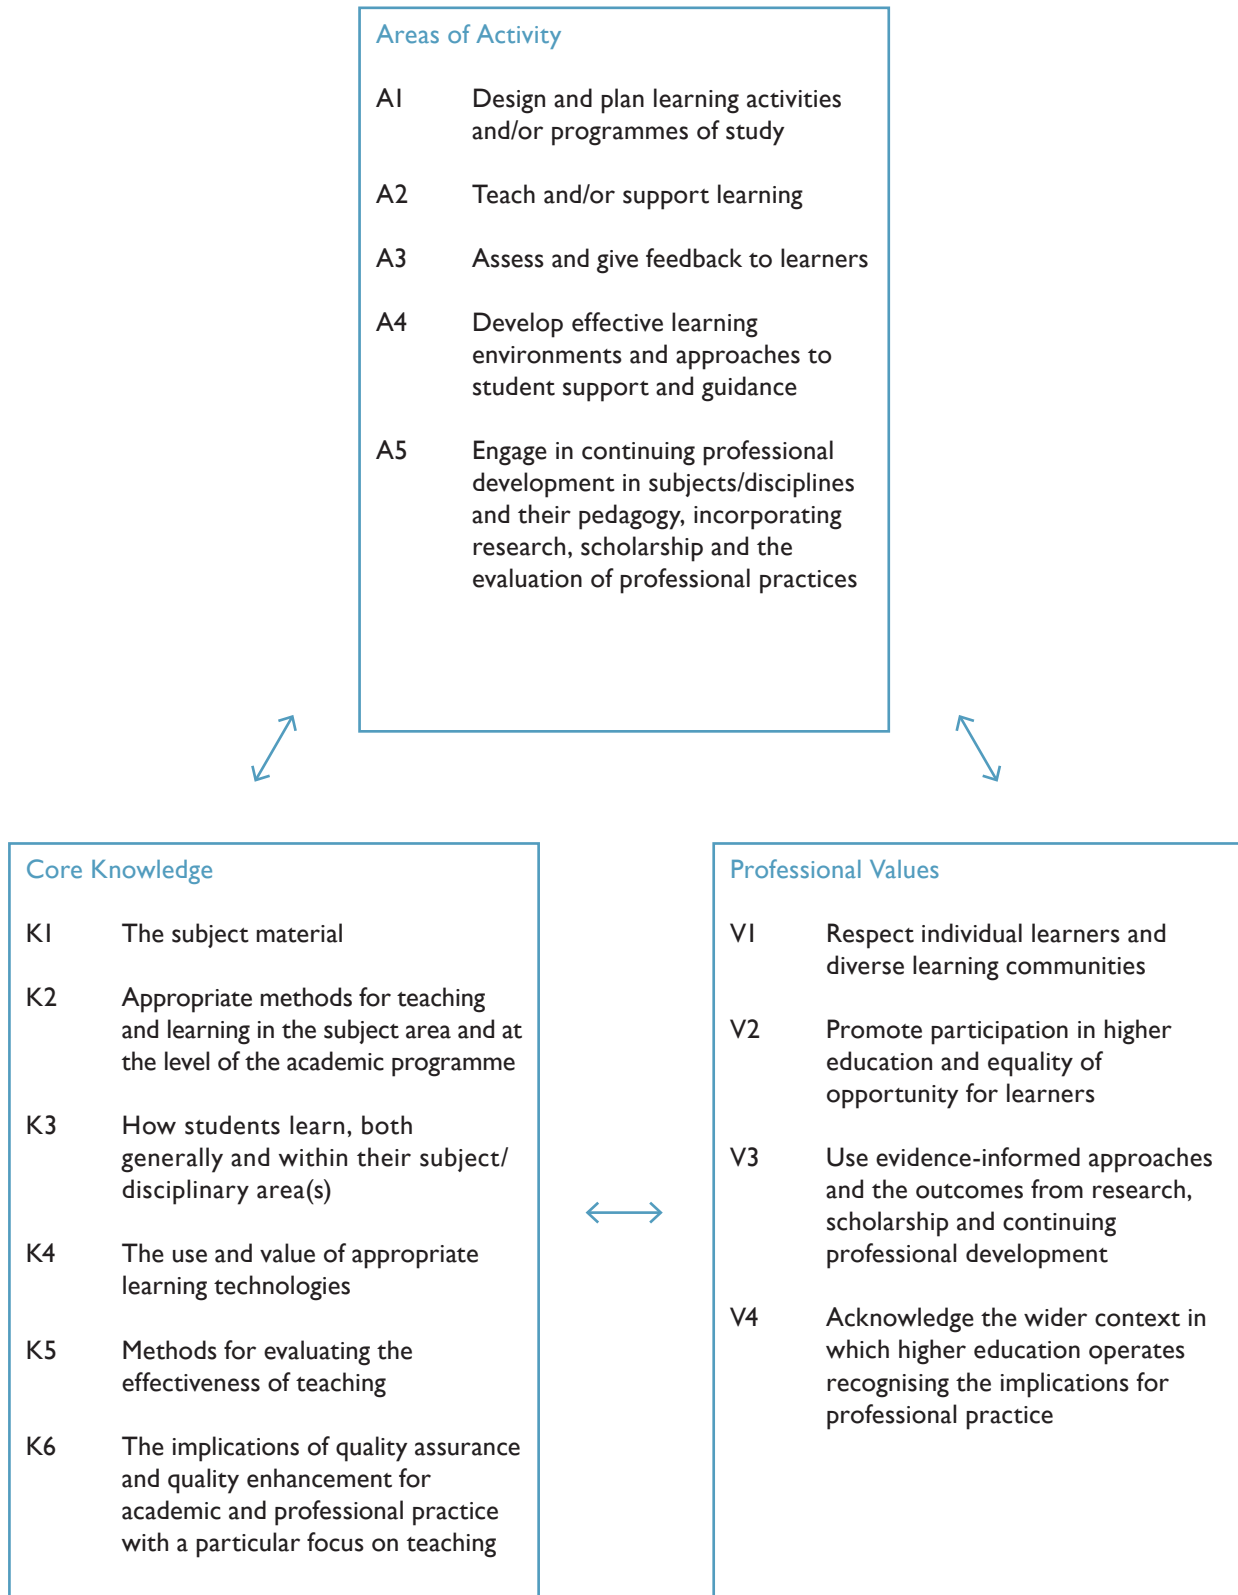 Areas of Activity
A1 Design and plan learning activities
and/or programmes of study
A2 Teach and/or support learning
A3 Assess and give feedback to learners
A4 Develop effective learning
environments and approaches to
student support and guidance
A5 Engage in continuing professional
development in subjects/disciplines
and their pedagogy, incorporating
research, scholarship and the
evaluation of professional practices
Core Knowledge
K1 The subject material
K2 Appropriate methods for teaching
and learning in the subject area and at
the level of the academic programme
K3 How students learn, both
generally and within their subject/
disciplinary area(s)
K4 The use and value of appropriate
learning technologies
K5 Methods for evaluating the
effectiveness of teaching
K6 The implications of quality assurance
and quality enhancement for
academic and professional practice
with a particular focus on teaching
Professional Values
V1 Respect individual learners and
diverse learning communities
V2 Promote participation in higher
education and equality of
opportunity for learners
V3 Use evidence-informed approaches
and the outcomes from research,
scholarship and continuing
professional development
V4 Acknowledge the wider context in
which higher education operates
recognising the implications for
professional practice